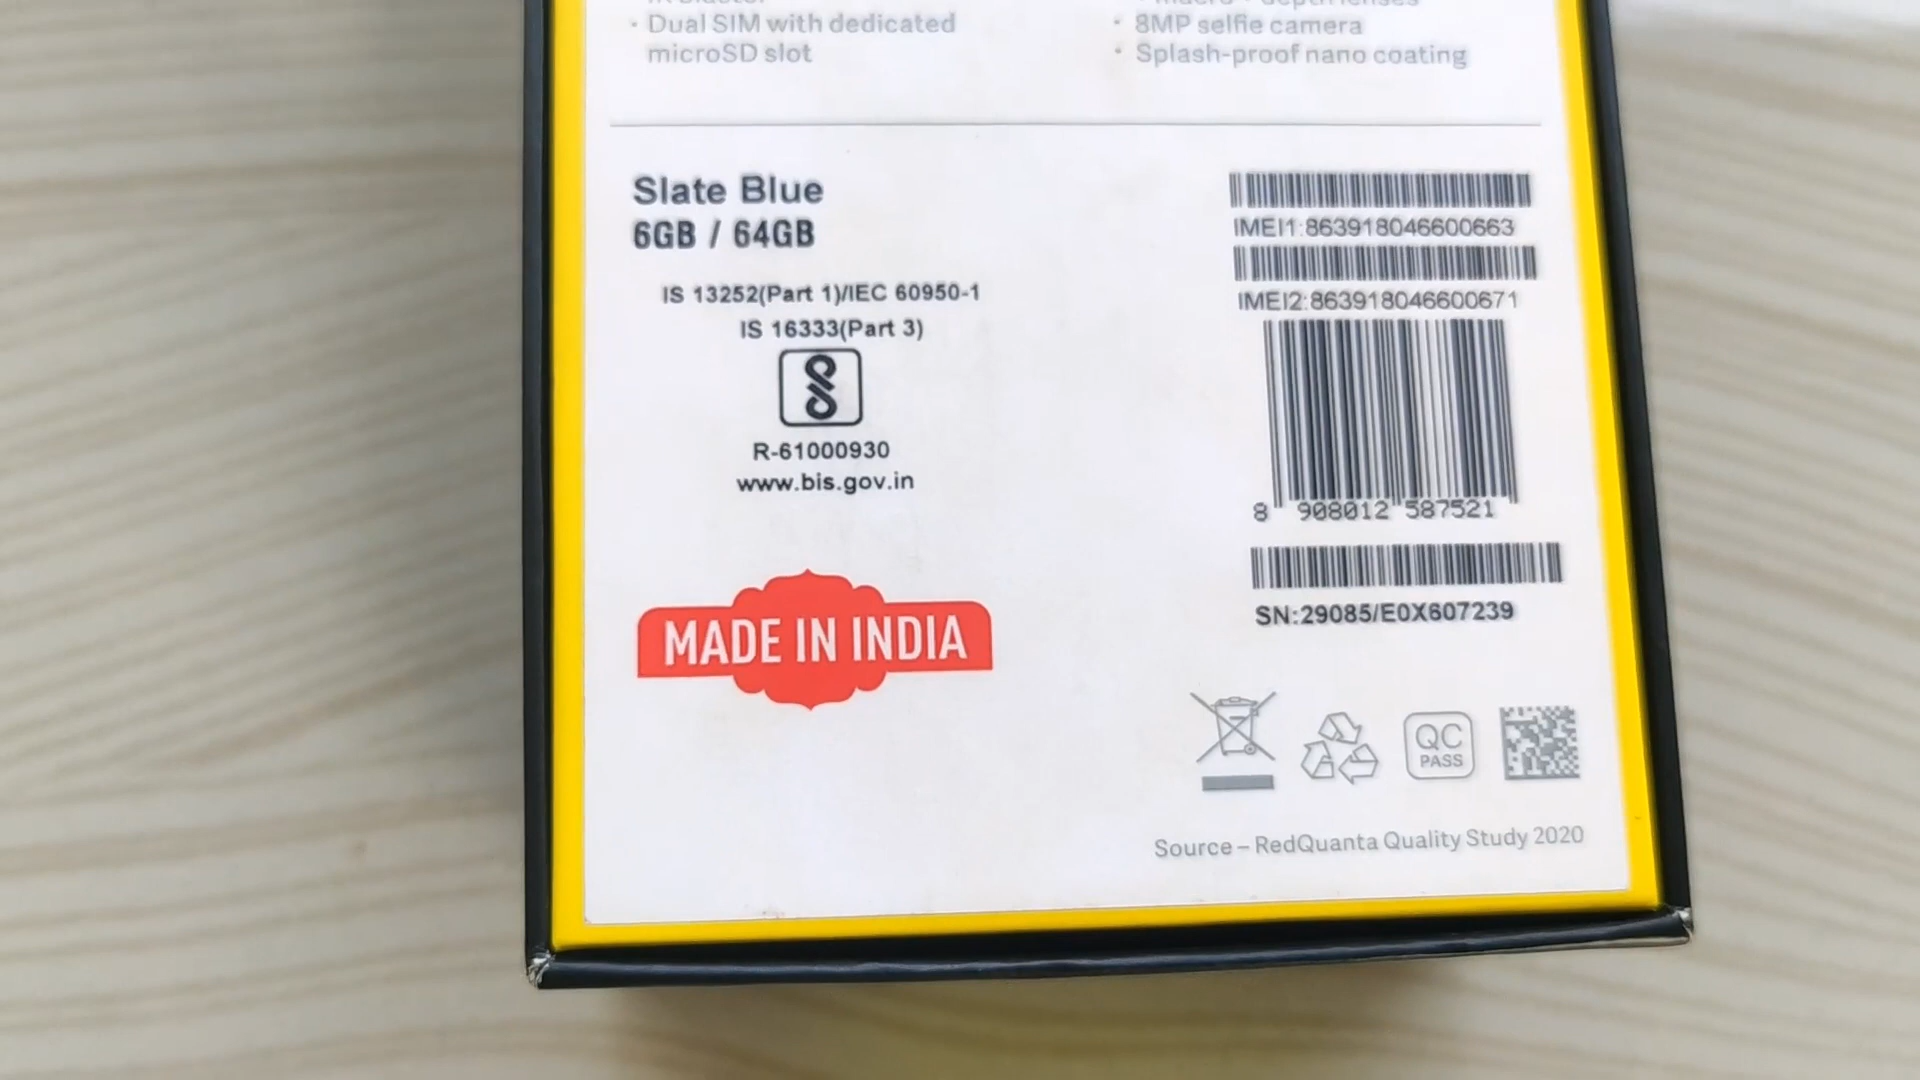 · Dual SIM with dedicated
microSD slot
· 8MP selfie camera
· Splash-proof nano coating
Slate Blue
6GB / 64GB
IS 13252(Part 1)/IEC 60950-1
IS 16333(Part 3)
R-61000930
www.bis.gov.in
MADE IN INDIA
IMEI1:863918046600663
IMEI2:863918046600671
8 908012 587521
SN:29085/E0X607239
QC
PASS
Source – RedQuanta Quality Study 2020